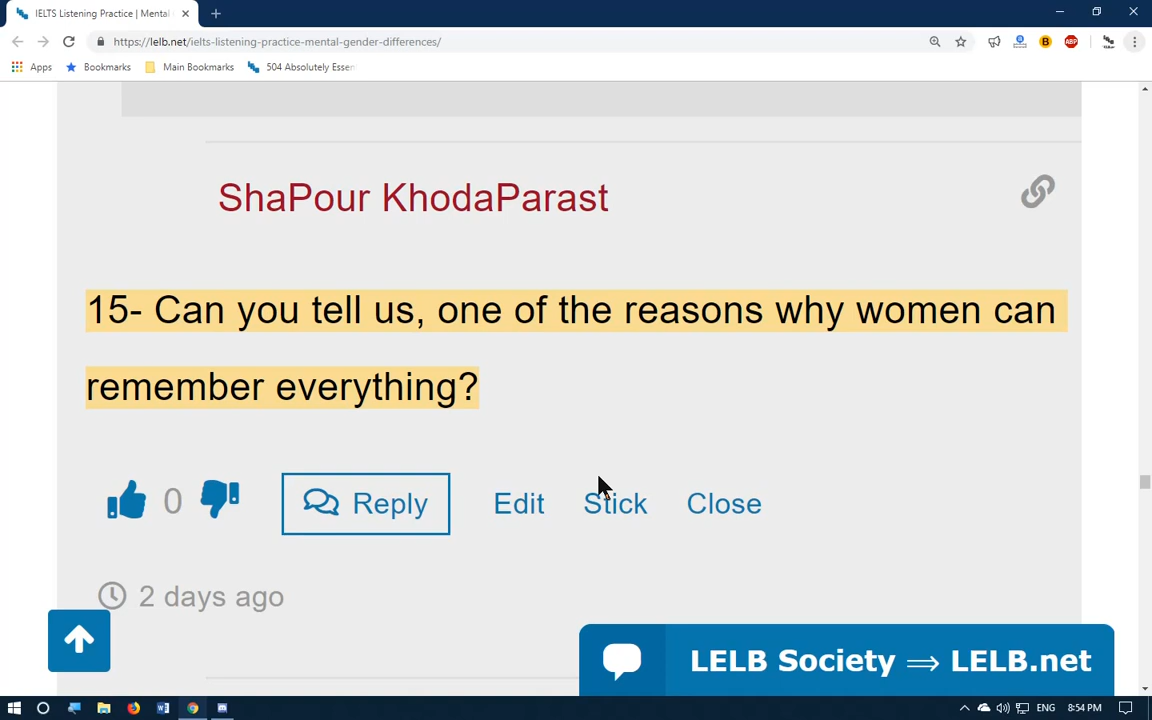 IELTS Listening Practice | Mental
https://lelb.net/ielts-listening-practice-mental-gender-differences/
Apps Bookmarks Main Bookmarks 504 Absolutely Essen
ShaPour KhodaParast
15- Can you tell us, one of the reasons why women can
remember everything?
0 Reply Edit Stick Close
2 days ago
LELB Society ⟹ LELB.net
ENG 8:54 PM